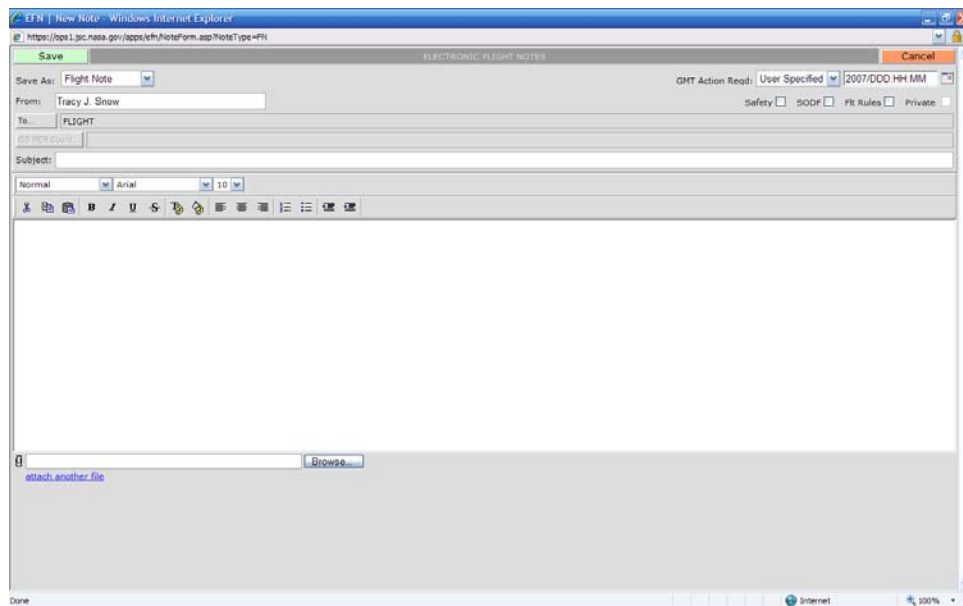 EFN | New Note - Windows Internet Explorer
https://ops1.jsc.nasa.gov/apps/efn/NoteForm.asp?NoteType=FN
Save ELECTRONIC FLIGHT NOTES Cancel
Save As: Flight Note GMT Action Reqd: User Specified 2007/DDD.HH.MM
From: Tracy J. Snow Safety SODF Flt Rules Private
To... FLIGHT
Subject:
Normal Arial 10
B I U S
Browse...
attach another file
Done Internet 100%